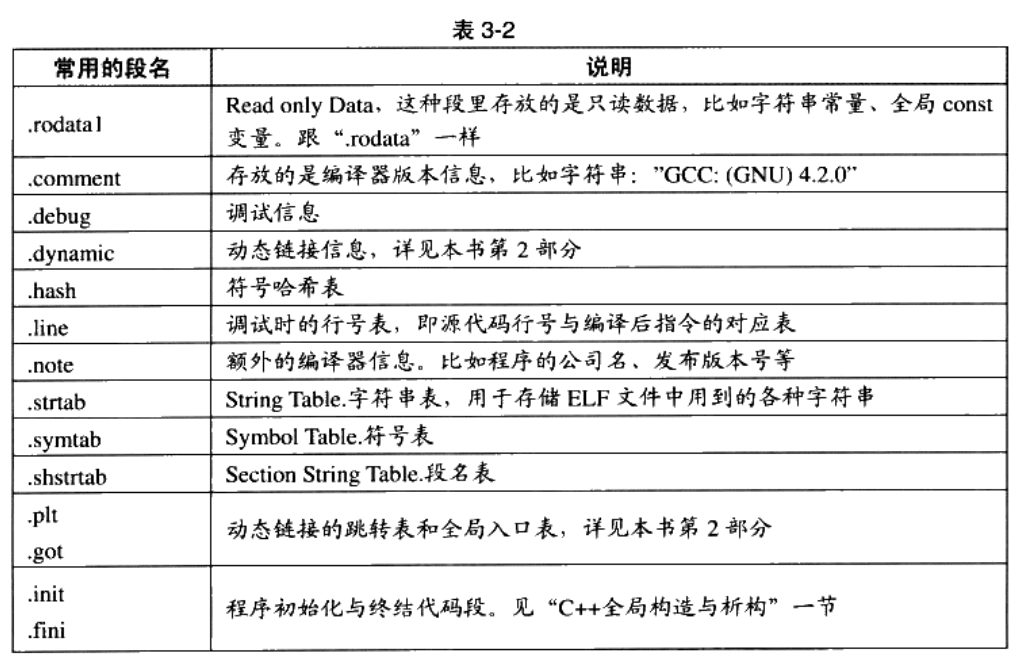 表 3-2
常用的段名 说明
.rodata1 Read only Data，这种段里存放的是只读数据，比如字符串常量、全局 const
变量。跟“.rodata”一样
.comment 存放的是编译器版本信息，比如字符串：”GCC: (GNU) 4.2.0”
.debug 调试信息
.dynamic 动态链接信息，详见本书第 2 部分
.hash 符号哈希表
.line 调试时的行号表，即源代码行号与编译后指令的对应表
.note 额外的编译器信息。比如程序的公司名、发布版本号等
.strtab String Table.字符串表，用于存储 ELF 文件中用到的各种字符串
.symtab Symbol Table.符号表
.shstrtab Section String Table.段名表
.plt
.got
动态链接的跳转表和全局入口表，详见本书第 2 部分
.init
.fini
程序初始化与终结代码段。见“C++全局构造与析构”一节